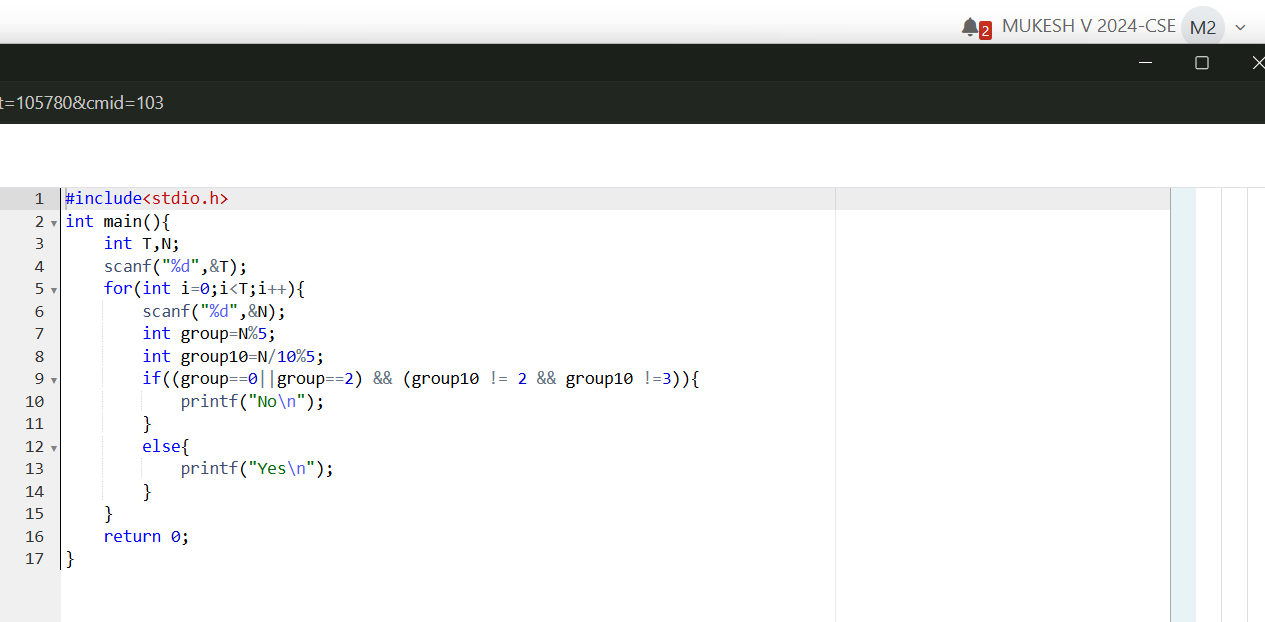 2 MUKESH V 2024-CSE M2
t=105780&cmid=103
1 #include<stdio.h>
2 int main(){
3     int T,N;
4     scanf("%d",&T);
5     for(int i=0;i<T;i++){
6         scanf("%d",&N);
7         int group=N%5;
8         int group10=N/10%5;
9         if((group==0||group==2) && (group10 != 2 && group10 !=3)){
10             printf("No\n");
11         }
12         else{
13             printf("Yes\n");
14         }
15     }
16     return 0;
17 }